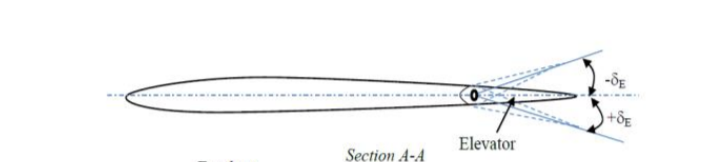 -δE
+δE
Elevator
Section A-A